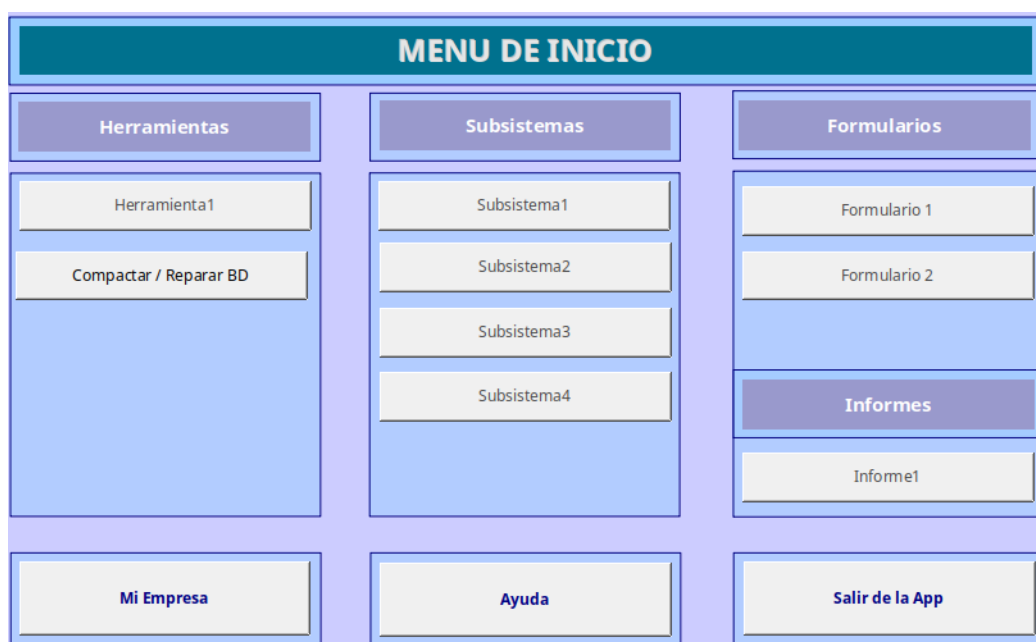 MENU DE INICIO
Herramientas
Herramienta1
Compactar / Reparar BD
Subsistemas
Subsistema1
Subsistema2
Subsistema3
Subsistema4
Formularios
Formulario 1
Formulario 2
Informes
Informe1
Mi Empresa
Ayuda
Salir de la App